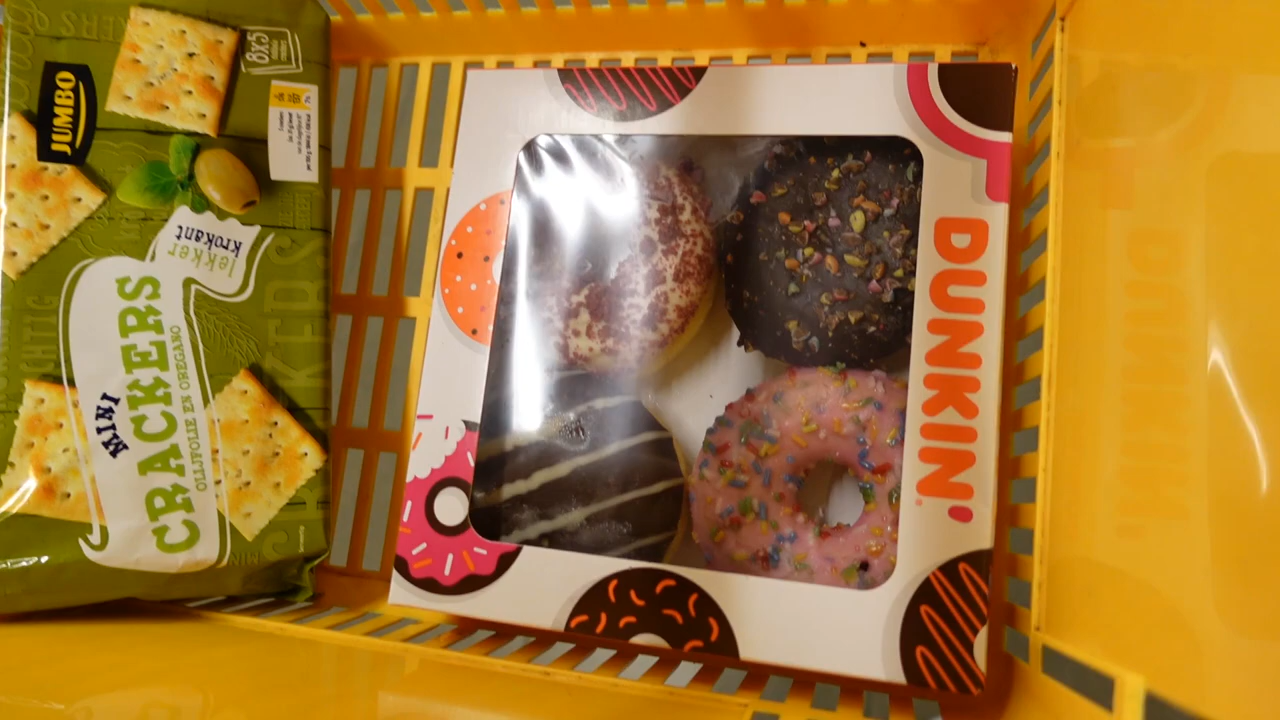 JUMBO
8x5
lekker
krokant
MINI
CRACKERS
OLIJFOLIE EN OREGANO
DUNKIN'